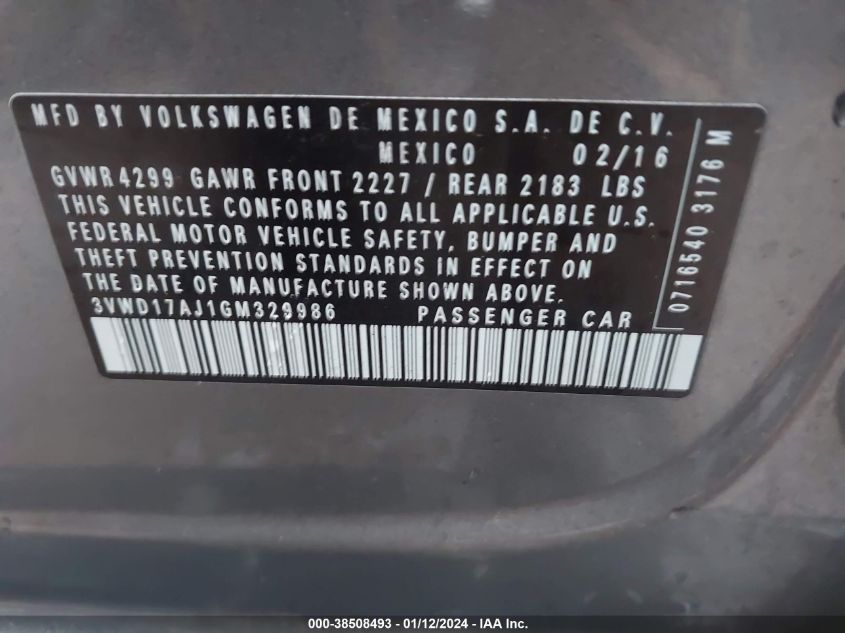 MFD BY VOLKSWAGEN DE MEXICO S.A. DE C.V.
MEXICO 02/16
GVWR 4299 GAWR FRONT 2227 / REAR 2183 LBS
THIS VEHICLE CONFORMS TO ALL APPLICABLE U.S.
FEDERAL MOTOR VEHICLE SAFETY, BUMPER AND
THEFT PREVENTION STANDARDS IN EFFECT ON
THE DATE OF MANUFACTURE SHOWN ABOVE.
3VWD17AJ1GM329986 PASSENGER CAR
0716540 3176 M
000-38508493 - 01/12/2024 - IAA Inc.